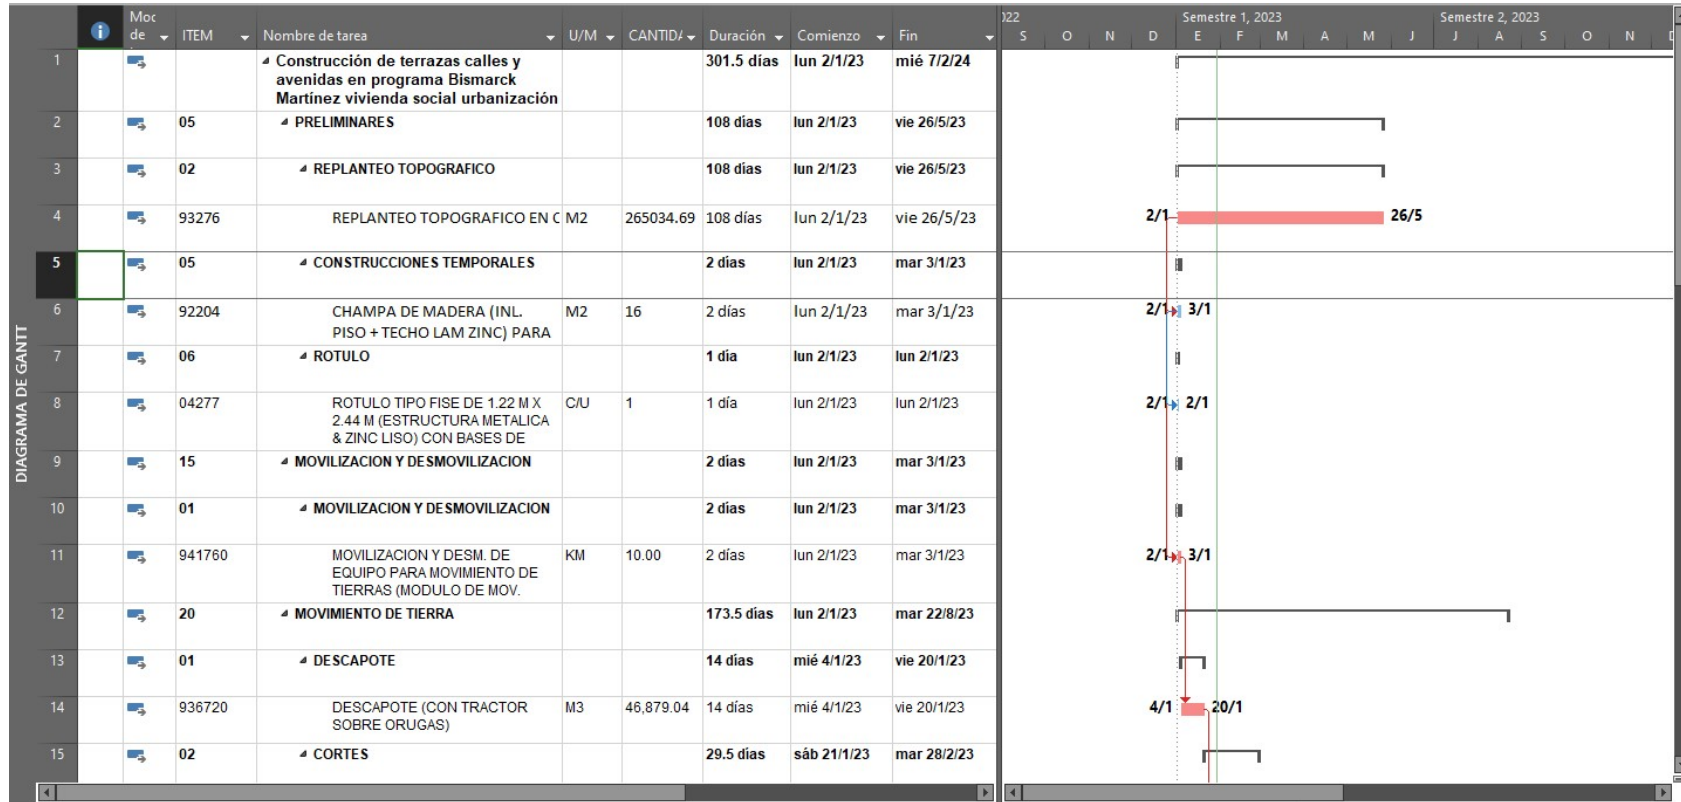 Moc
de ITEM Nombre de tarea U/M CANTIDA Duración Comienzo Fin
022 Semestre 1, 2023 Semestre 2, 2023
S O N D E F M A M J J A S O N
DIAGRAMA DE GANTT
1 Construcción de terrazas calles y 301.5 días lun 2/1/23 mié 7/2/24
avenidas en programa Bismarck
Martínez vivienda social urbanización
2 05 PRELIMINARES 108 días lun 2/1/23 vie 26/5/23
3 02 REPLANTEO TOPOGRAFICO 108 días lun 2/1/23 vie 26/5/23
4 93276 REPLANTEO TOPOGRAFICO EN M2 265034.69 108 días lun 2/1/23 vie 26/5/23 2/1 26/5
5 05 CONSTRUCCIONES TEMPORALES 2 días lun 2/1/23 mar 3/1/23
6 92204 CHAMPA DE MADERA (INL. M2 16 2 días lun 2/1/23 mar 3/1/23 2/1 3/1
PISO + TECHO LAM ZINC) PARA
7 06 ROTULO 1 día lun 2/1/23 lun 2/1/23
8 04277 ROTULO TIPO FISE DE 1.22 M X C/U 1 1 día lun 2/1/23 lun 2/1/23 2/1 2/1
2.44 M (ESTRUCTURA METALICA
& ZINC LISO) CON BASES DE
9 15 MOVILIZACION Y DESMOVILIZACION 2 días lun 2/1/23 mar 3/1/23
10 01 MOVILIZACION Y DESMOVILIZACION 2 días lun 2/1/23 mar 3/1/23
11 941760 MOVILIZACION Y DESM. DE KM 10.00 2 días lun 2/1/23 mar 3/1/23 2/1 3/1
EQUIPO PARA MOVIMIENTO DE
TIERRAS (MODULO DE MOV.
12 20 MOVIMIENTO DE TIERRA 173.5 días lun 2/1/23 mar 22/8/23
13 01 DESCAPOTE 14 días mié 4/1/23 vie 20/1/23
14 936720 DESCAPOTE (CON TRACTOR M3 46,879.04 14 días mié 4/1/23 vie 20/1/23 4/1 20/1
SOBRE ORUGAS)
15 02 CORTES 29.5 días sáb 21/1/23 mar 28/2/23